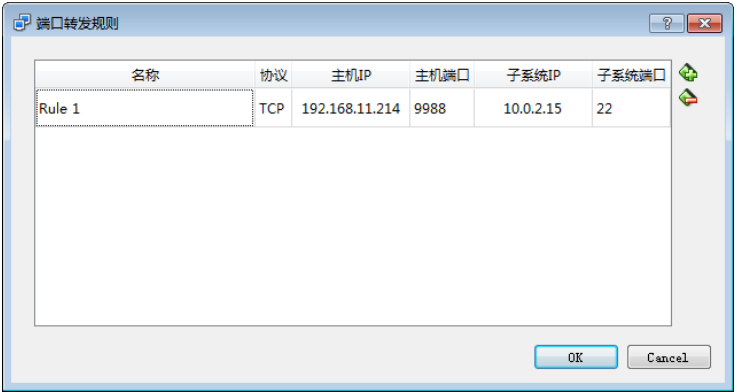 端口转发规则
名称 协议 主机IP 主机端口 子系统IP 子系统端口
Rule 1 TCP 192.168.11.214 9988 10.0.2.15 22
OK Cancel